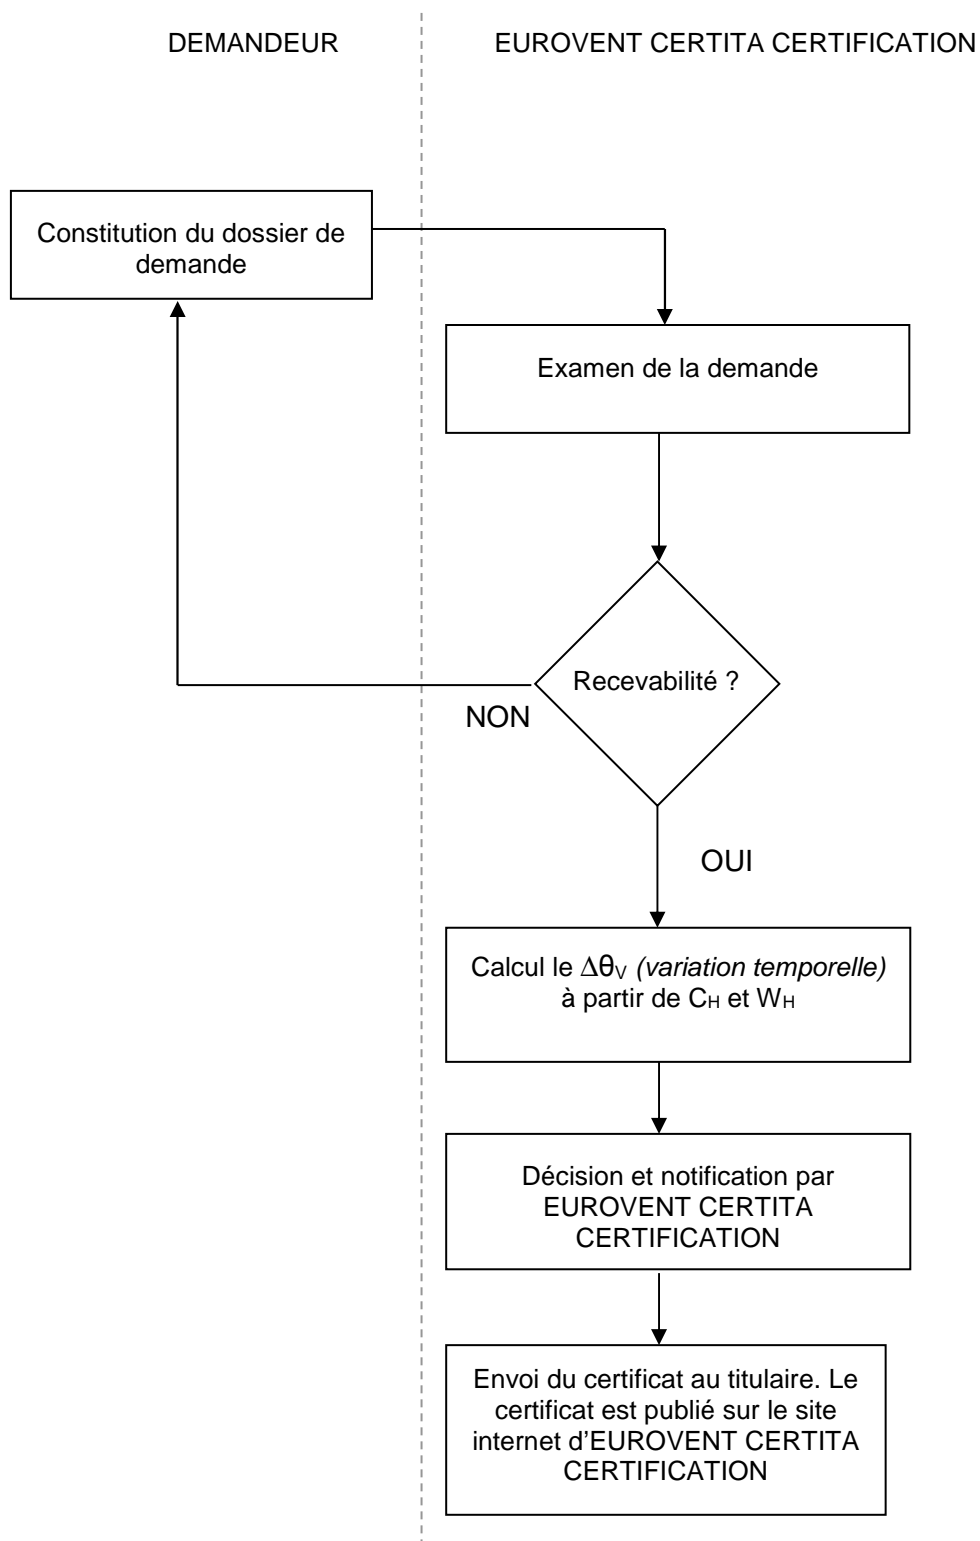 DEMANDEUR
EUROVENT CERTITA CERTIFICATION
Constitution du dossier de
demande
Examen de la demande
Recevabilité ?
NON
OUI
Calcul le ΔθV (variation temporelle)
à partir de CH et WH
Décision et notification par
EUROVENT CERTITA
CERTIFICATION
Envoi du certificat au titulaire. Le
certificat est publié sur le site
internet d’EUROVENT CERTITA
CERTIFICATION